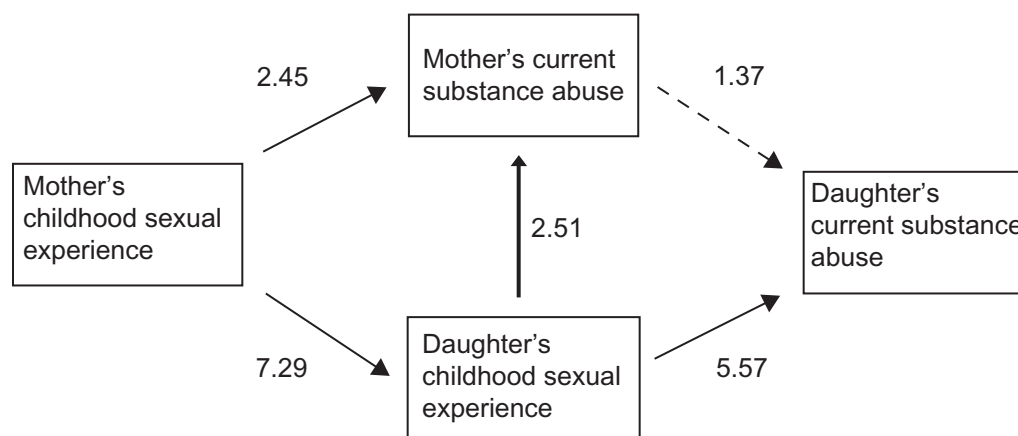 Mother’s current
substance abuse
2.45
1.37
Mother’s
childhood sexual
experience
Daughter’s
current substance
abuse
2.51
Daughter’s
childhood sexual
experience
7.29
5.57